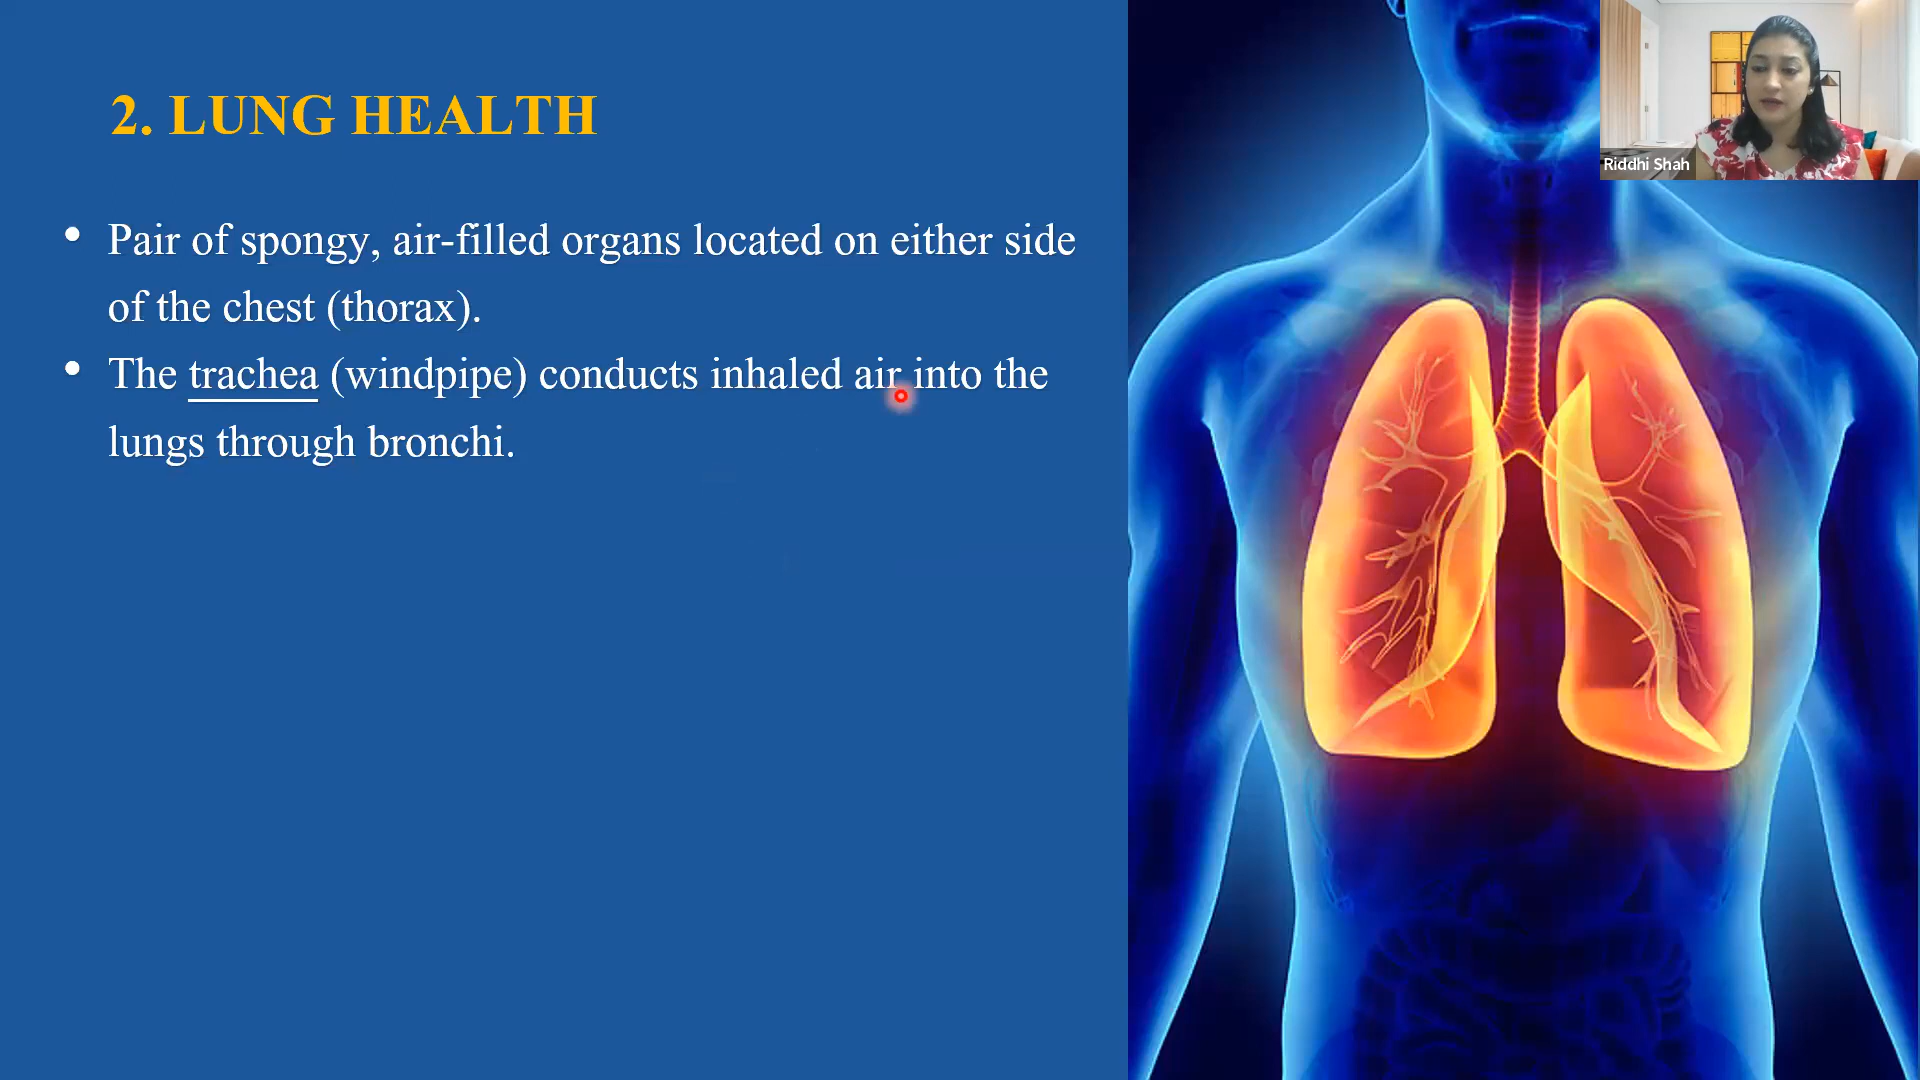 2. LUNG HEALTH
Riddhi Shah
• Pair of spongy, air-filled organs located on either side
of the chest (thorax).
• The trachea (windpipe) conducts inhaled air into the
lungs through bronchi.